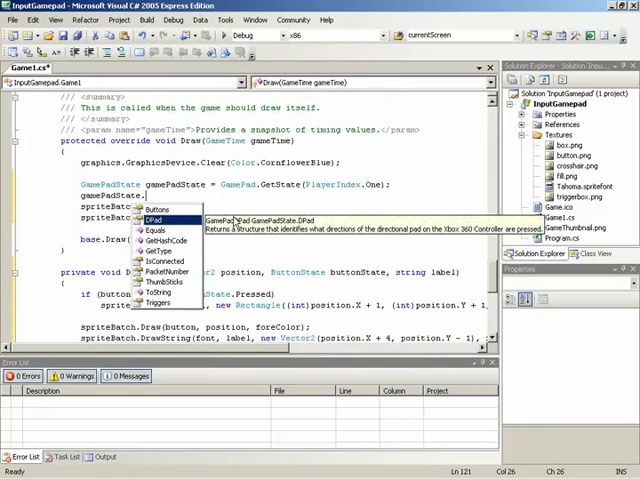 Game1.cs* - Microsoft Visual C# 2005 Express Edition
File Edit View Refactor Project Build Debug Data Tools Window Community Help
Debug x86 currentScreen
Game1.cs*
InputGamepad.Game1 Draw(GameTime gameTime)
/// <summary>
/// This is called when the game should draw itself.
/// </summary>
/// <param name="gameTime">Provides a snapshot of timing values.</param>
protected override void Draw(GameTime gameTime)
{
graphics.GraphicsDevice.Clear(Color.CornflowerBlue);
GamePadState gamePadState = GamePad.GetState(PlayerIndex.One);
gamePadState.
spriteBatc
spriteBatc
base.Draw(
Buttons
DPad
Equals
GetHashCode
GetType
IsConnected
PacketNumber
ThumbSticks
ToString
Triggers
GamePadDPad GamePadState.DPad
Returns a structure that identifies what directions of the directional pad on the Xbox 360 Controller are pressed.
}
private void D
position, ButtonState buttonState, string label)
{
if (button
State.Pressed)
sprite
, new Rectangle((int)position.X + 1, (int)position.Y + 1,
spriteBatch.Draw(button, position, foreColor);
spriteBatch.DrawString(font, label, new Vector2(position.X + 4, position.Y - 1),
Solution Explorer - Solution 'Inpu...
Solution 'InputGamepad' (1 project)
InputGamepad
Properties
References
Textures
box.png
button.png
crosshair.png
fill.png
Tahoma.spritefont
triggerbox.png
Game.ico
Game1.cs
GameThumbnail.png
Program.cs
Solution Explorer Class View
Properties
Error List
0 Errors 0 Warnings 0 Messages
Description File Line Column Project
Error List Task List Output
Ready Ln 121 Col 26 Ch 26 INS